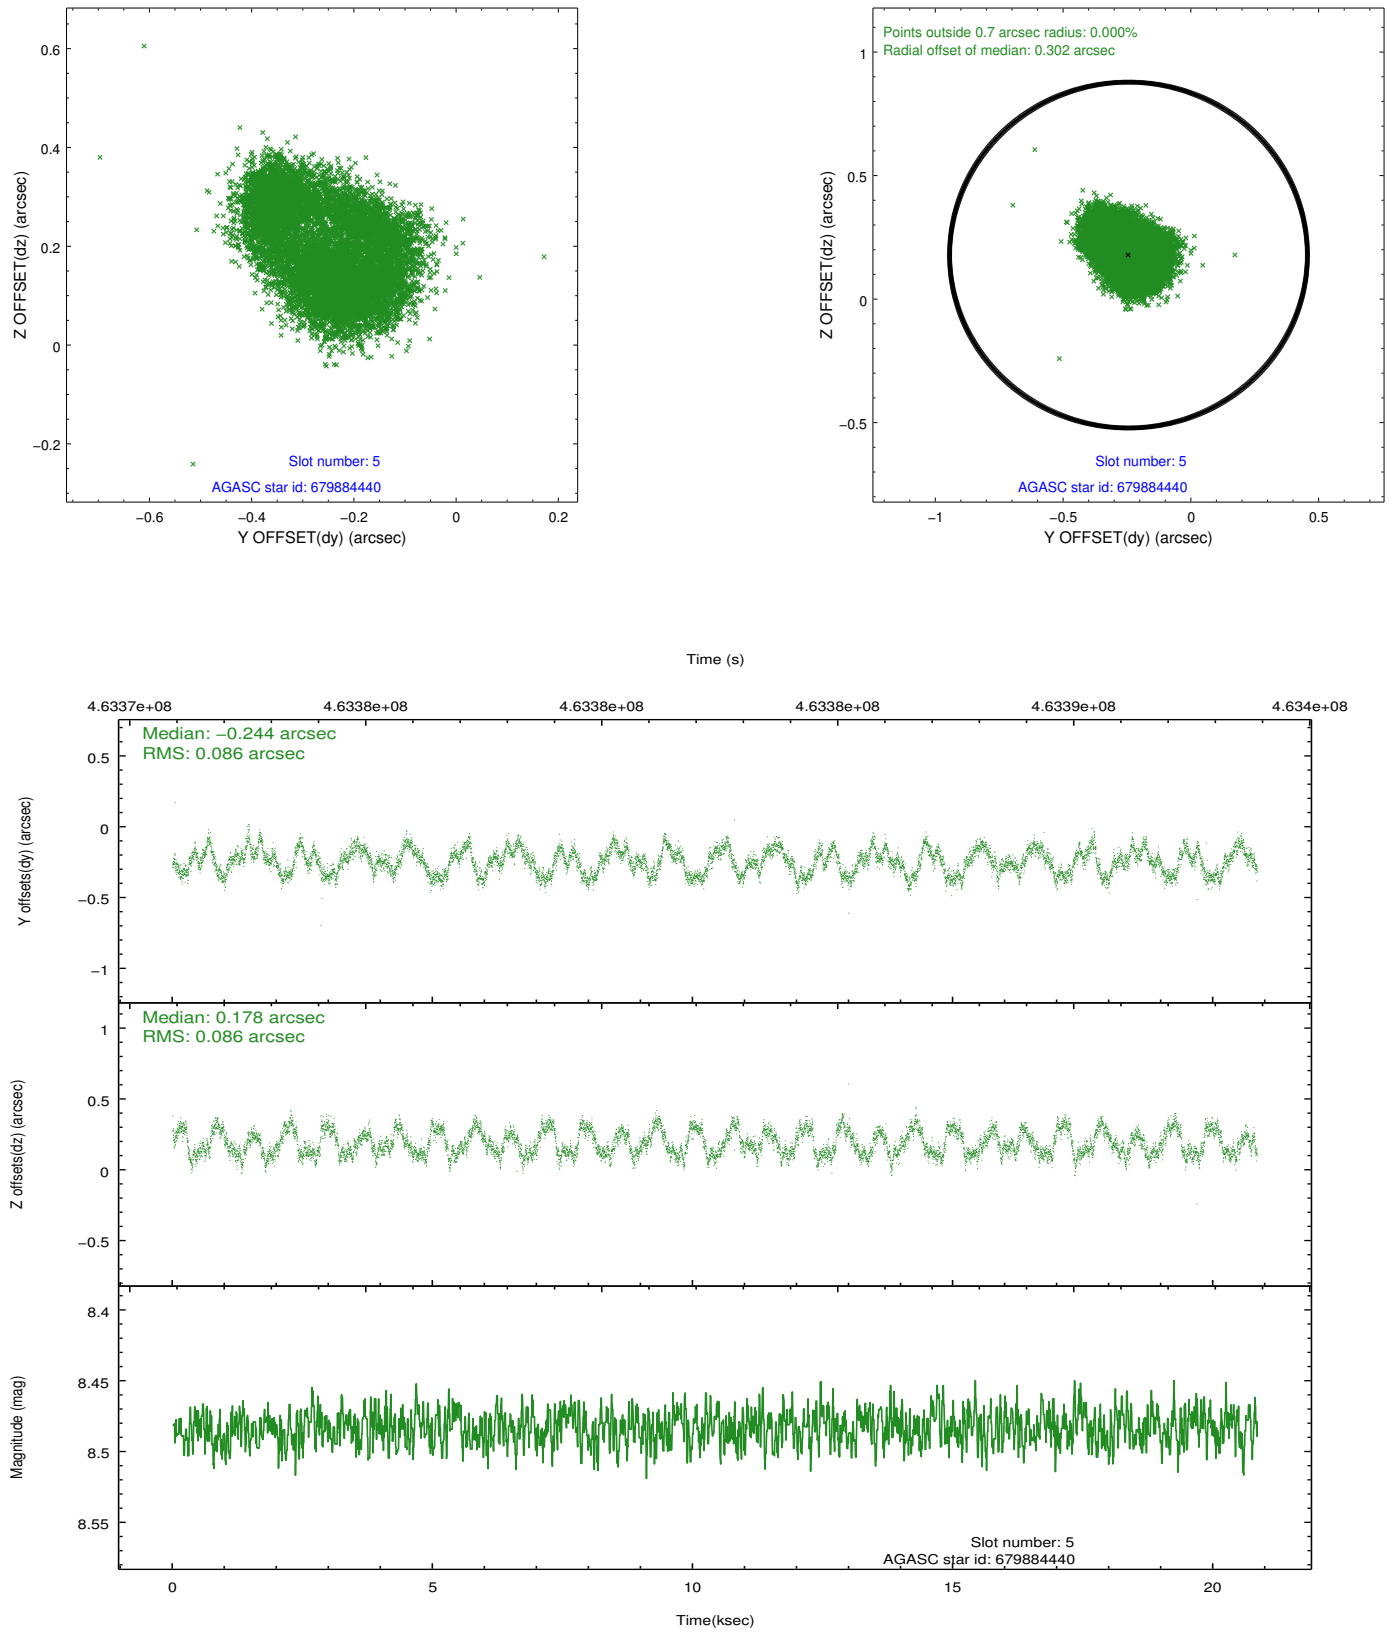 0.6
0.4
0.2
0
−0.2
Z OFFSET(dz) (arcsec)
−0.6
−0.4
−0.2
0
0.2
Y OFFSET(dy) (arcsec)
Slot number: 5
AGASC star id: 679884440
Points outside 0.7 arcsec radius: 0.000%
Radial offset of median: 0.302 arcsec
1
0.5
0
−0.5
Z OFFSET(dz) (arcsec)
Slot number: 5
AGASC star id: 679884440
−1
−0.5
0
0.5
Y OFFSET(dy) (arcsec)
Time (s)
4.6337e+08
4.6338e+08
4.6338e+08
4.6338e+08
4.6339e+08
4.634e+08
Median: −0.244 arcsec
RMS: 0.086 arcsec
0.5
0
−0.5
−1
Y offsets(dy) (arcsec)
Median: 0.178 arcsec
RMS: 0.086 arcsec
1
0.5
0
−0.5
Z offsets(dz) (arcsec)
8.4
8.45
8.5
8.55
Magnitude (mag)
Slot number: 5
AGASC star id: 679884440
0
5
10
15
20
Time(ksec)